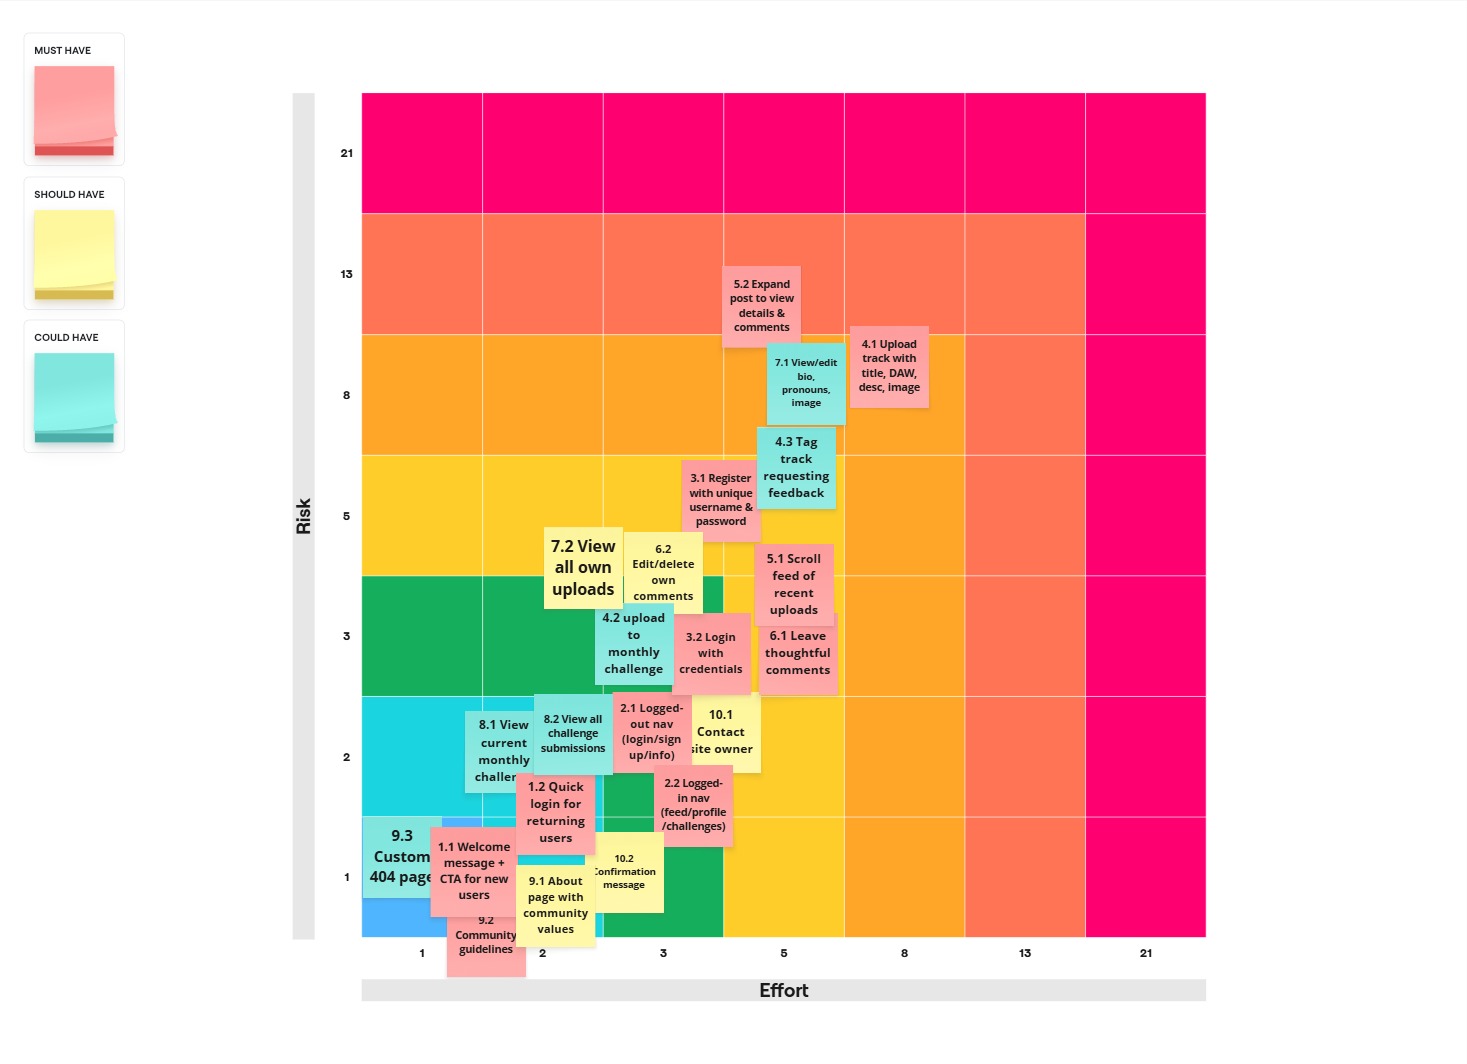 MUST HAVE
SHOULD HAVE
COULD HAVE
Risk
21
13
8
5
3
2
1
5.2 Expand
post to view
details &
comments
4.1 Upload
track with
title, DAW,
desc, image
7.1 View/edit
bio,
pronouns,
image
4.3 Tag
track
requesting
feedback
3.1 Register
with unique
username &
password
7.2 View
all own
uploads
6.2
Edit/delete
own
comments
5.1 Scroll
feed of
recent
uploads
4.2 upload
to
monthly
challenge
3.2 Login
with
credentials
6.1 Leave
thoughtful
comments
8.1 View
current
monthly
8.2 View all
challenge
submissions
2.1 Logged-
out nav
(login/sign
up/info)
10.1
Contact
site owner
1.2 Quick
login for
returning
users
2.2 Logged-
in nav
(feed/profile
/challenges)
9.3
Custom
404 page
1.1 Welcome
message +
CTA for new
users
10.2
Confirmation
message
9.1 About
page with
community
values
9.2
Community
guidelines
1
2
3
5
8
13
21
Effort